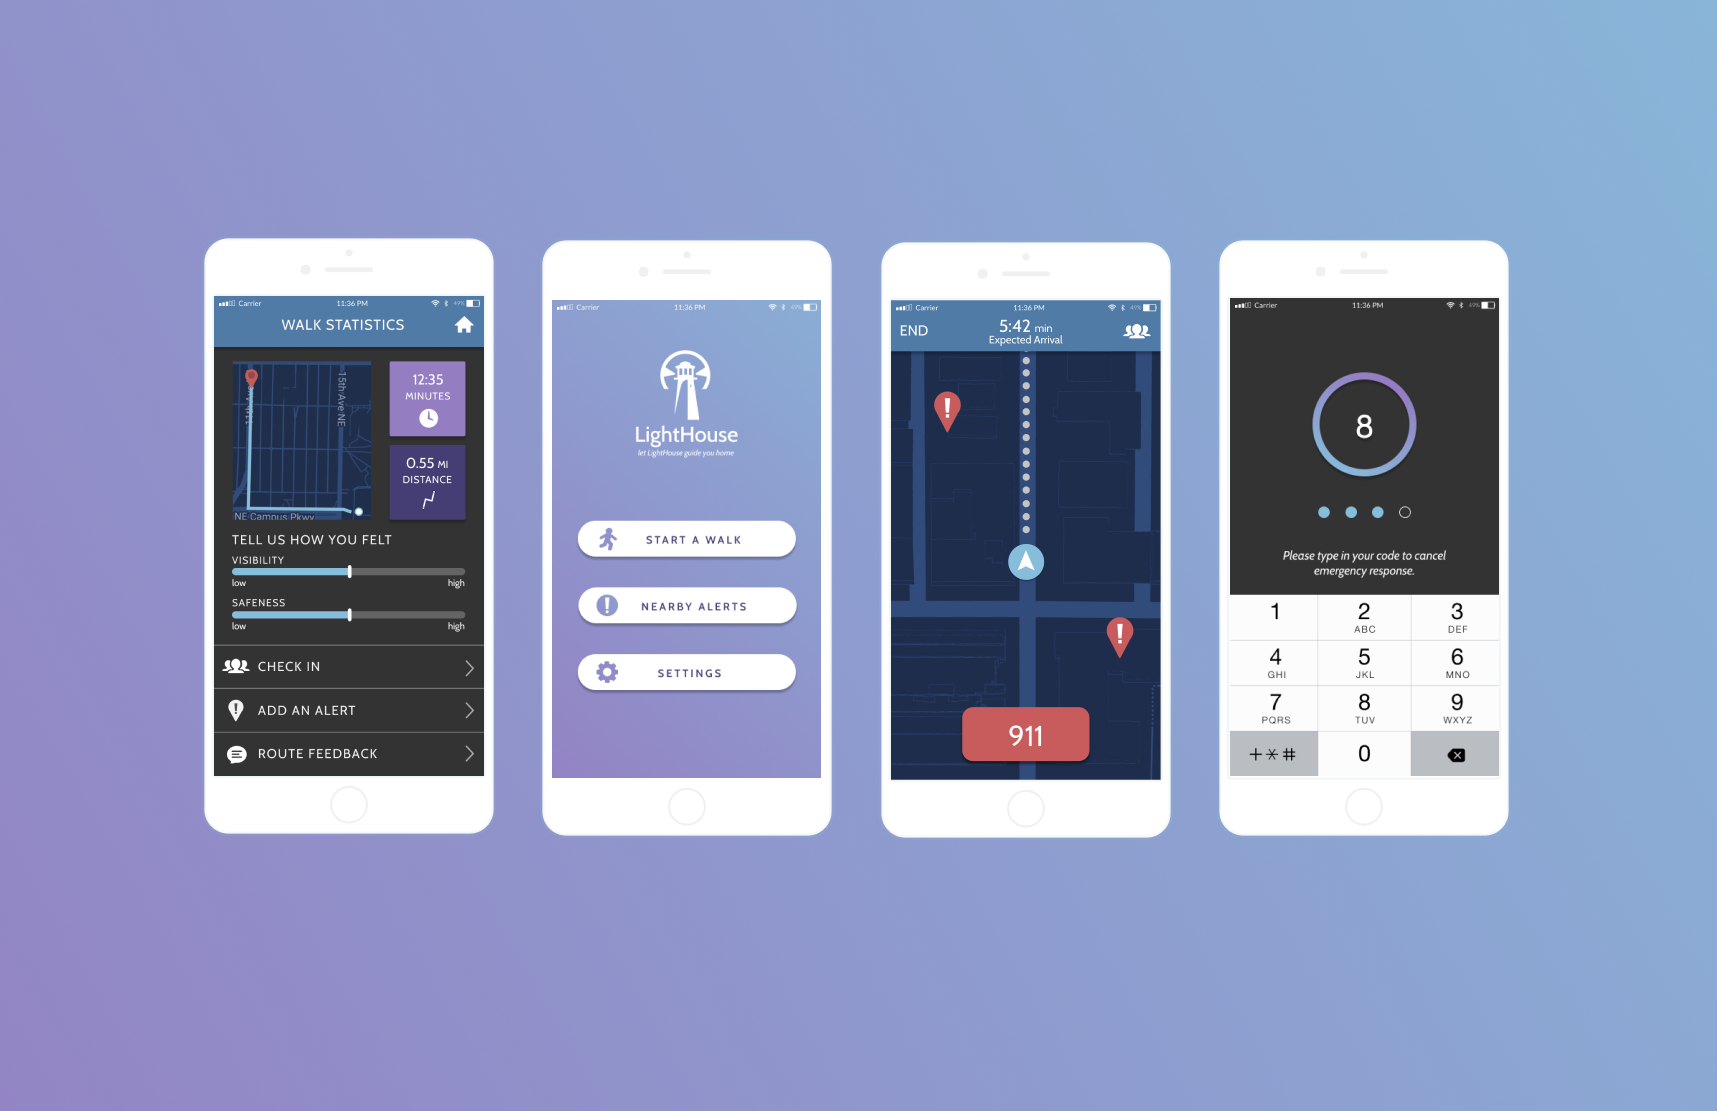 Carrier 11:36 PM 49%
WALK STATISTICS
15th Ave NE
NE Campus Pkwy
12:35
MINUTES
0.55 MI
DISTANCE
TELL US HOW YOU FELT
VISIBILITY
low high
SAFENESS
low high
CHECK IN
ADD AN ALERT
ROUTE FEEDBACK
Carrier 11:36 PM 49%
LightHouse
let LightHouse guide you home
START A WALK
NEARBY ALERTS
SETTINGS
Carrier 11:36 PM 49%
END
5:42 min
Expected Arrival
911
Carrier 11:36 PM 49%
8
Please type in your code to cancel
emergency response.
1 2 3
ABC DEF
4 5 6
GHI JKL MNO
7 8 9
PQRS TUV WXYZ
+*# 0